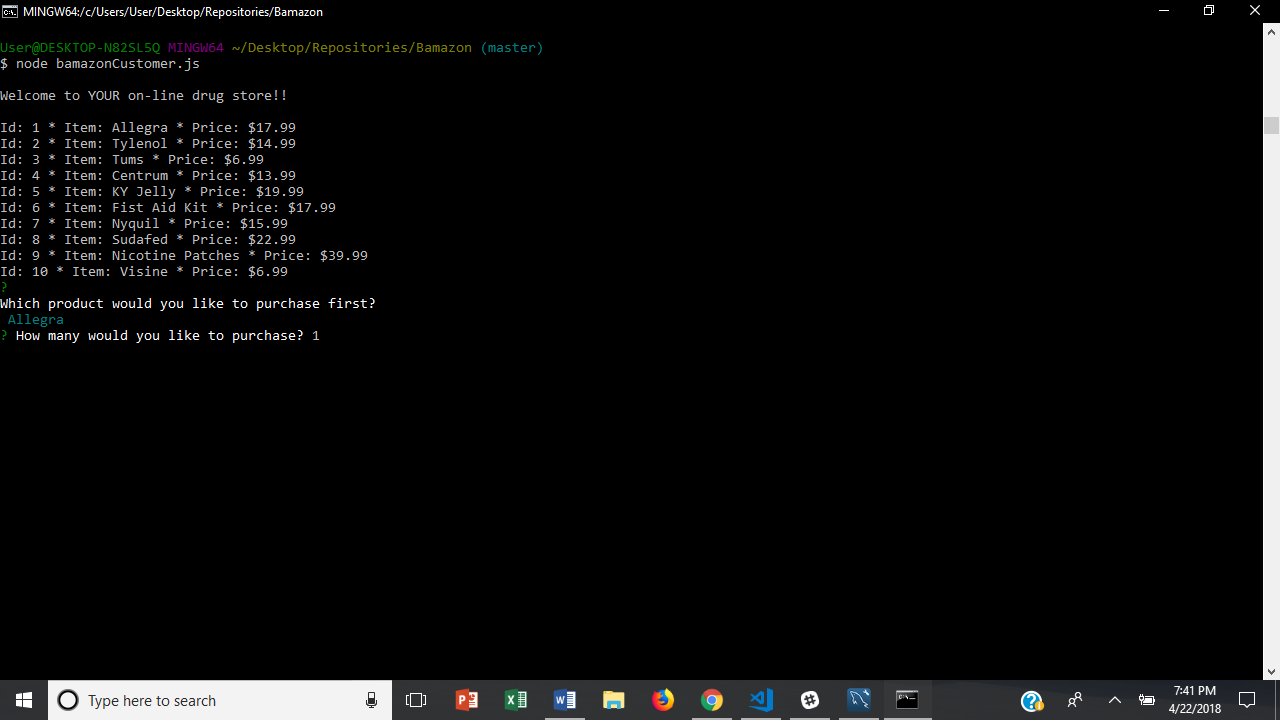 MINGW64:/c/Users/User/Desktop/Repositories/Bamazon
User@DESKTOP-N82SL5Q MINGW64 ~/Desktop/Repositories/Bamazon (master)
$ node bamazonCustomer.js
Welcome to YOUR on-line drug store!!
Id: 1 * Item: Allegra * Price: $17.99
Id: 2 * Item: Tylenol * Price: $14.99
Id: 3 * Item: Tums * Price: $6.99
Id: 4 * Item: Centrum * Price: $13.99
Id: 5 * Item: KY Jelly * Price: $19.99
Id: 6 * Item: Fist Aid Kit * Price: $17.99
Id: 7 * Item: Nyquil * Price: $15.99
Id: 8 * Item: Sudafed * Price: $22.99
Id: 9 * Item: Nicotine Patches * Price: $39.99
Id: 10 * Item: Visine * Price: $6.99
?
Which product would you like to purchase first?
Allegra
? How many would you like to purchase? 1
Type here to search
7:41 PM
4/22/2018